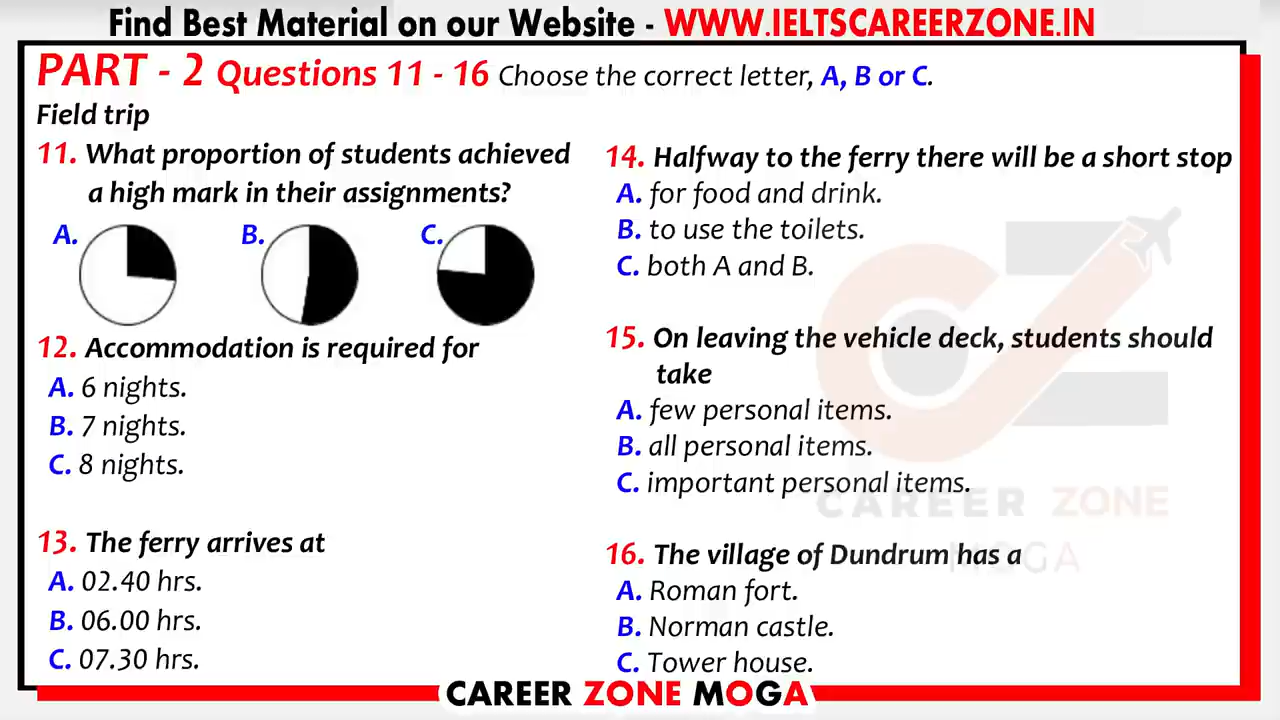 Find Best Material on our Website - WWW.IELTSCAREERZONE.IN
PART - 2 Questions 11 - 16 Choose the correct letter, A, B or C.
Field trip
11. What proportion of students achieved
a high mark in their assignments?
A.
B.
C.
12. Accommodation is required for
A. 6 nights.
B. 7 nights.
C. 8 nights.
13. The ferry arrives at
A. 02.40 hrs.
B. 06.00 hrs.
C. 07.30 hrs.
14. Halfway to the ferry there will be a short stop
A. for food and drink.
B. to use the toilets.
C. both A and B.
15. On leaving the vehicle deck, students should
take
A. few personal items.
B. all personal items.
C. important personal items.
16. The village of Dundrum has a
A. Roman fort.
B. Norman castle.
C. Tower house.
CAREER ZONE
MOGA
CAREER ZONE MOGA